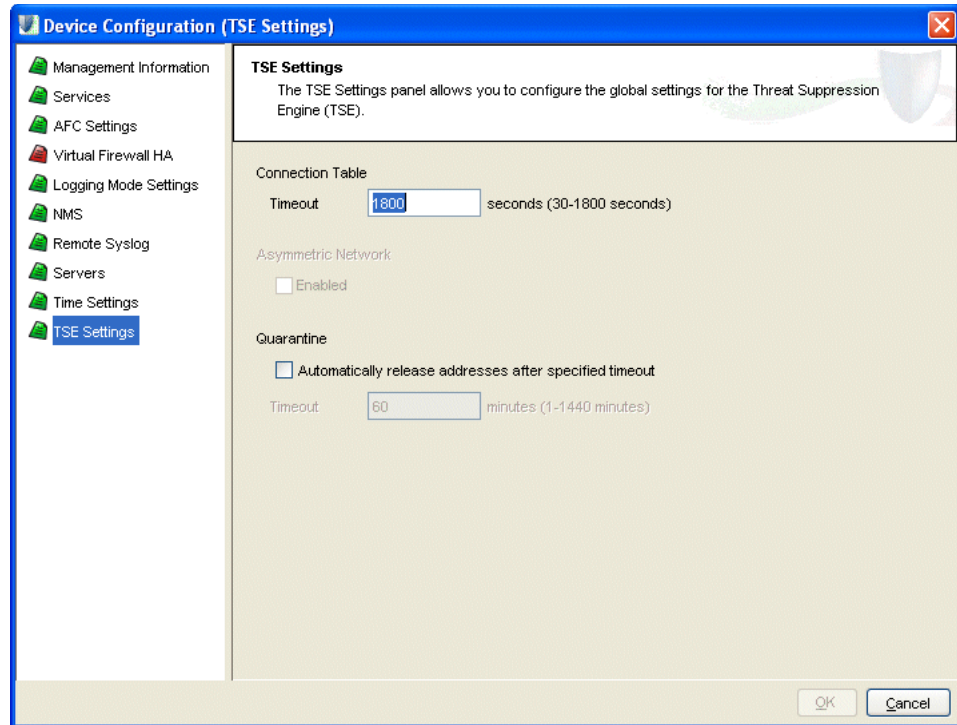 Device Configuration (TSE Settings)
Management Information
Services
AFC Settings
Virtual Firewall HA
Logging Mode Settings
NMS
Remote Syslog
Servers
Time Settings
TSE Settings
TSE Settings
The TSE Settings panel allows you to configure the global settings for the Threat Suppression
Engine (TSE).
Connection Table
Timeout 1800 seconds (30-1800 seconds)
Asymmetric Network
Enabled
Quarantine
Automatically release addresses after specified timeout
Timeout 60 minutes (1-1440 minutes)
OK Cancel